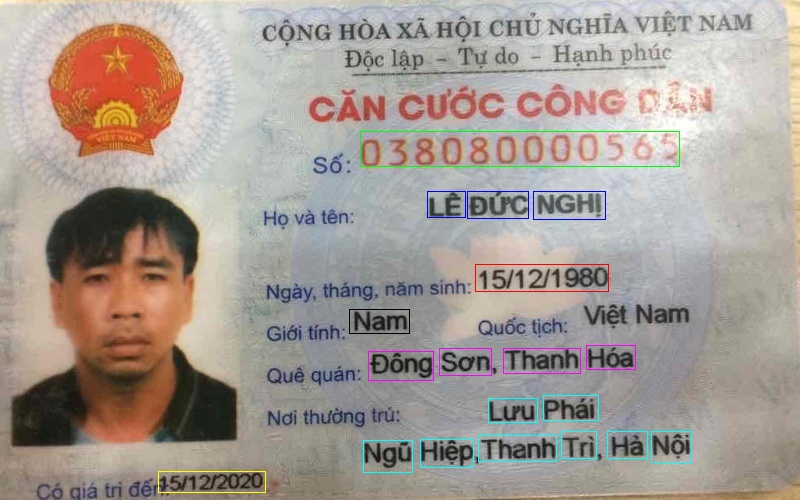 CỘNG HÒA XÃ HỘI CHỦ NGHĨA VIỆT NAM
Độc lập – Tự do – Hạnh phúc
CĂN CƯỚC CÔNG DÂN
Số: 038080000565
Họ và tên: LÊ ĐỨC NGHỊ
Ngày, tháng, năm sinh: 15/12/1980
Giới tính: Nam Quốc tịch: Việt Nam
Quê quán: Đông Sơn, Thanh Hóa
Nơi thường trú: Lưu Phái
Ngũ Hiệp, Thanh Trì, Hà Nội
Có giá trị đến: 15/12/2020